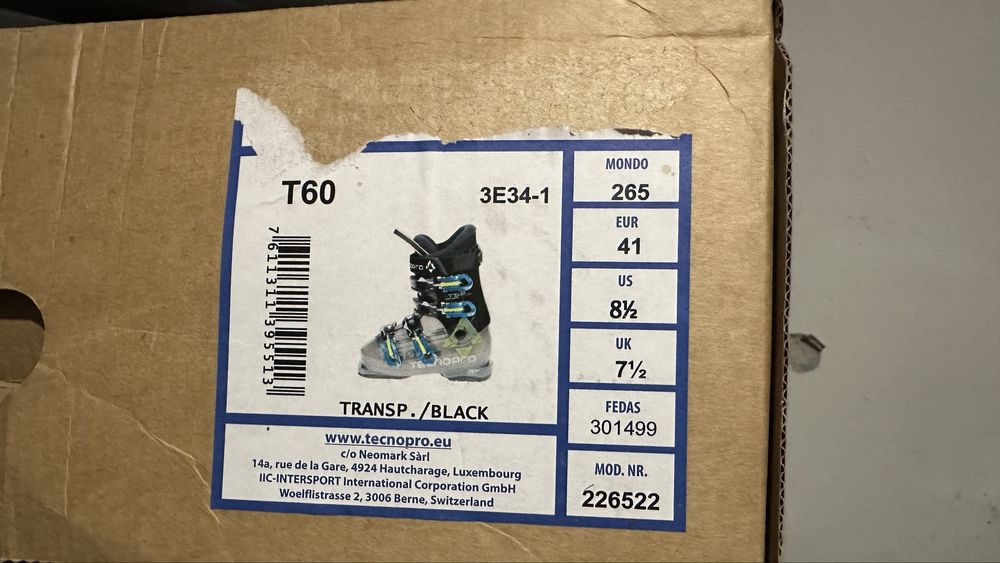 T60
3E34-1
7611311395513
TECNOPRO
TRANSP./BLACK
www.tecnopro.eu
c/o Neomark Sàrl
14a, rue de la Gare, 4924 Hautcharage, Luxembourg
IIC-INTERSPORT International Corporation GmbH
Woelflistrasse 2, 3006 Berne, Switzerland
MONDO
265
EUR
41
US
8½
UK
7½
FEDAS
301499
MOD. NR.
226522